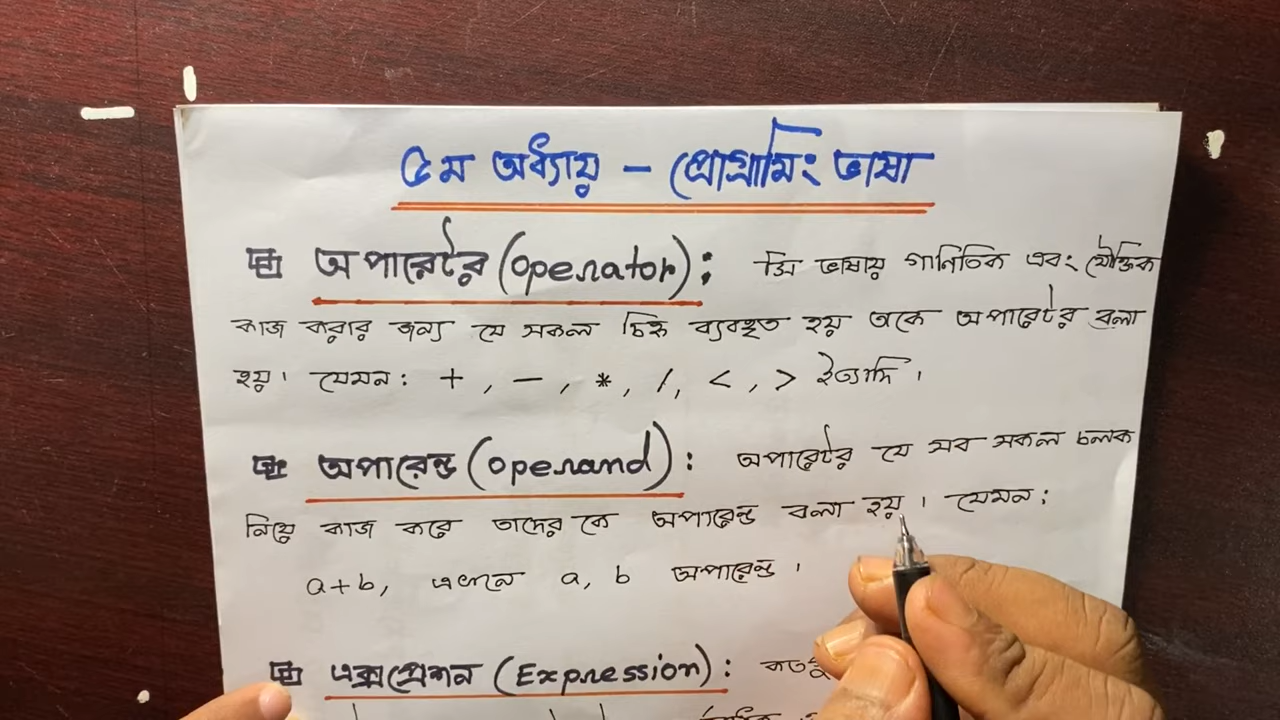 ৫ম অধ্যায় - প্রোগ্রামিং ভাষা
অপারেটর (operator): সি ভাষায় গানিতিক এবং যৌক্তিক
কাজ করার জন্য যে সকল চিহ্ন ব্যবহৃত হয় তাকে অপারেটর বলা
হয়। যেমন: +, -, *, /, <, > ইত্যাদি।
অপারেন্ড (operand): অপারেটর যে সব সকল চলক
নিয়ে কাজ করে তাদের কে অপারেন্ড বলা হয়। যেমন:
a+b, এখানে a, b অপারেন্ড।
এক্সপ্রেশন (Expression):